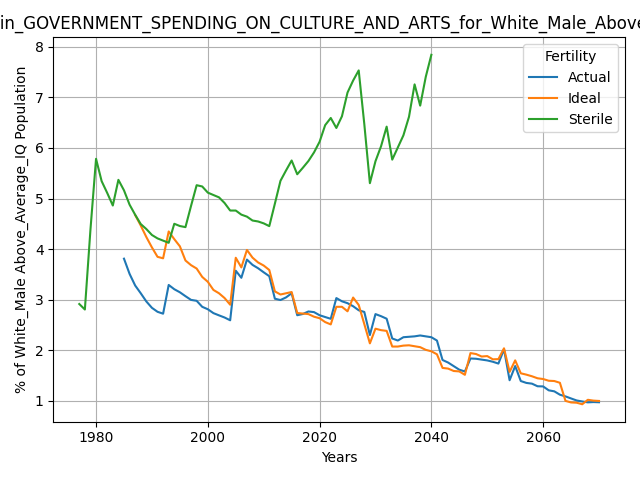 in_GOVERNMENT_SPENDING_ON_CULTURE_AND_ARTS_for_White_Male_Above
Fertility
Actual
Ideal
Sterile
% of White_Male Above_Average_IQ Population
8
7
6
5
4
3
2
1
1980 2000 2020 2040 2060
Years